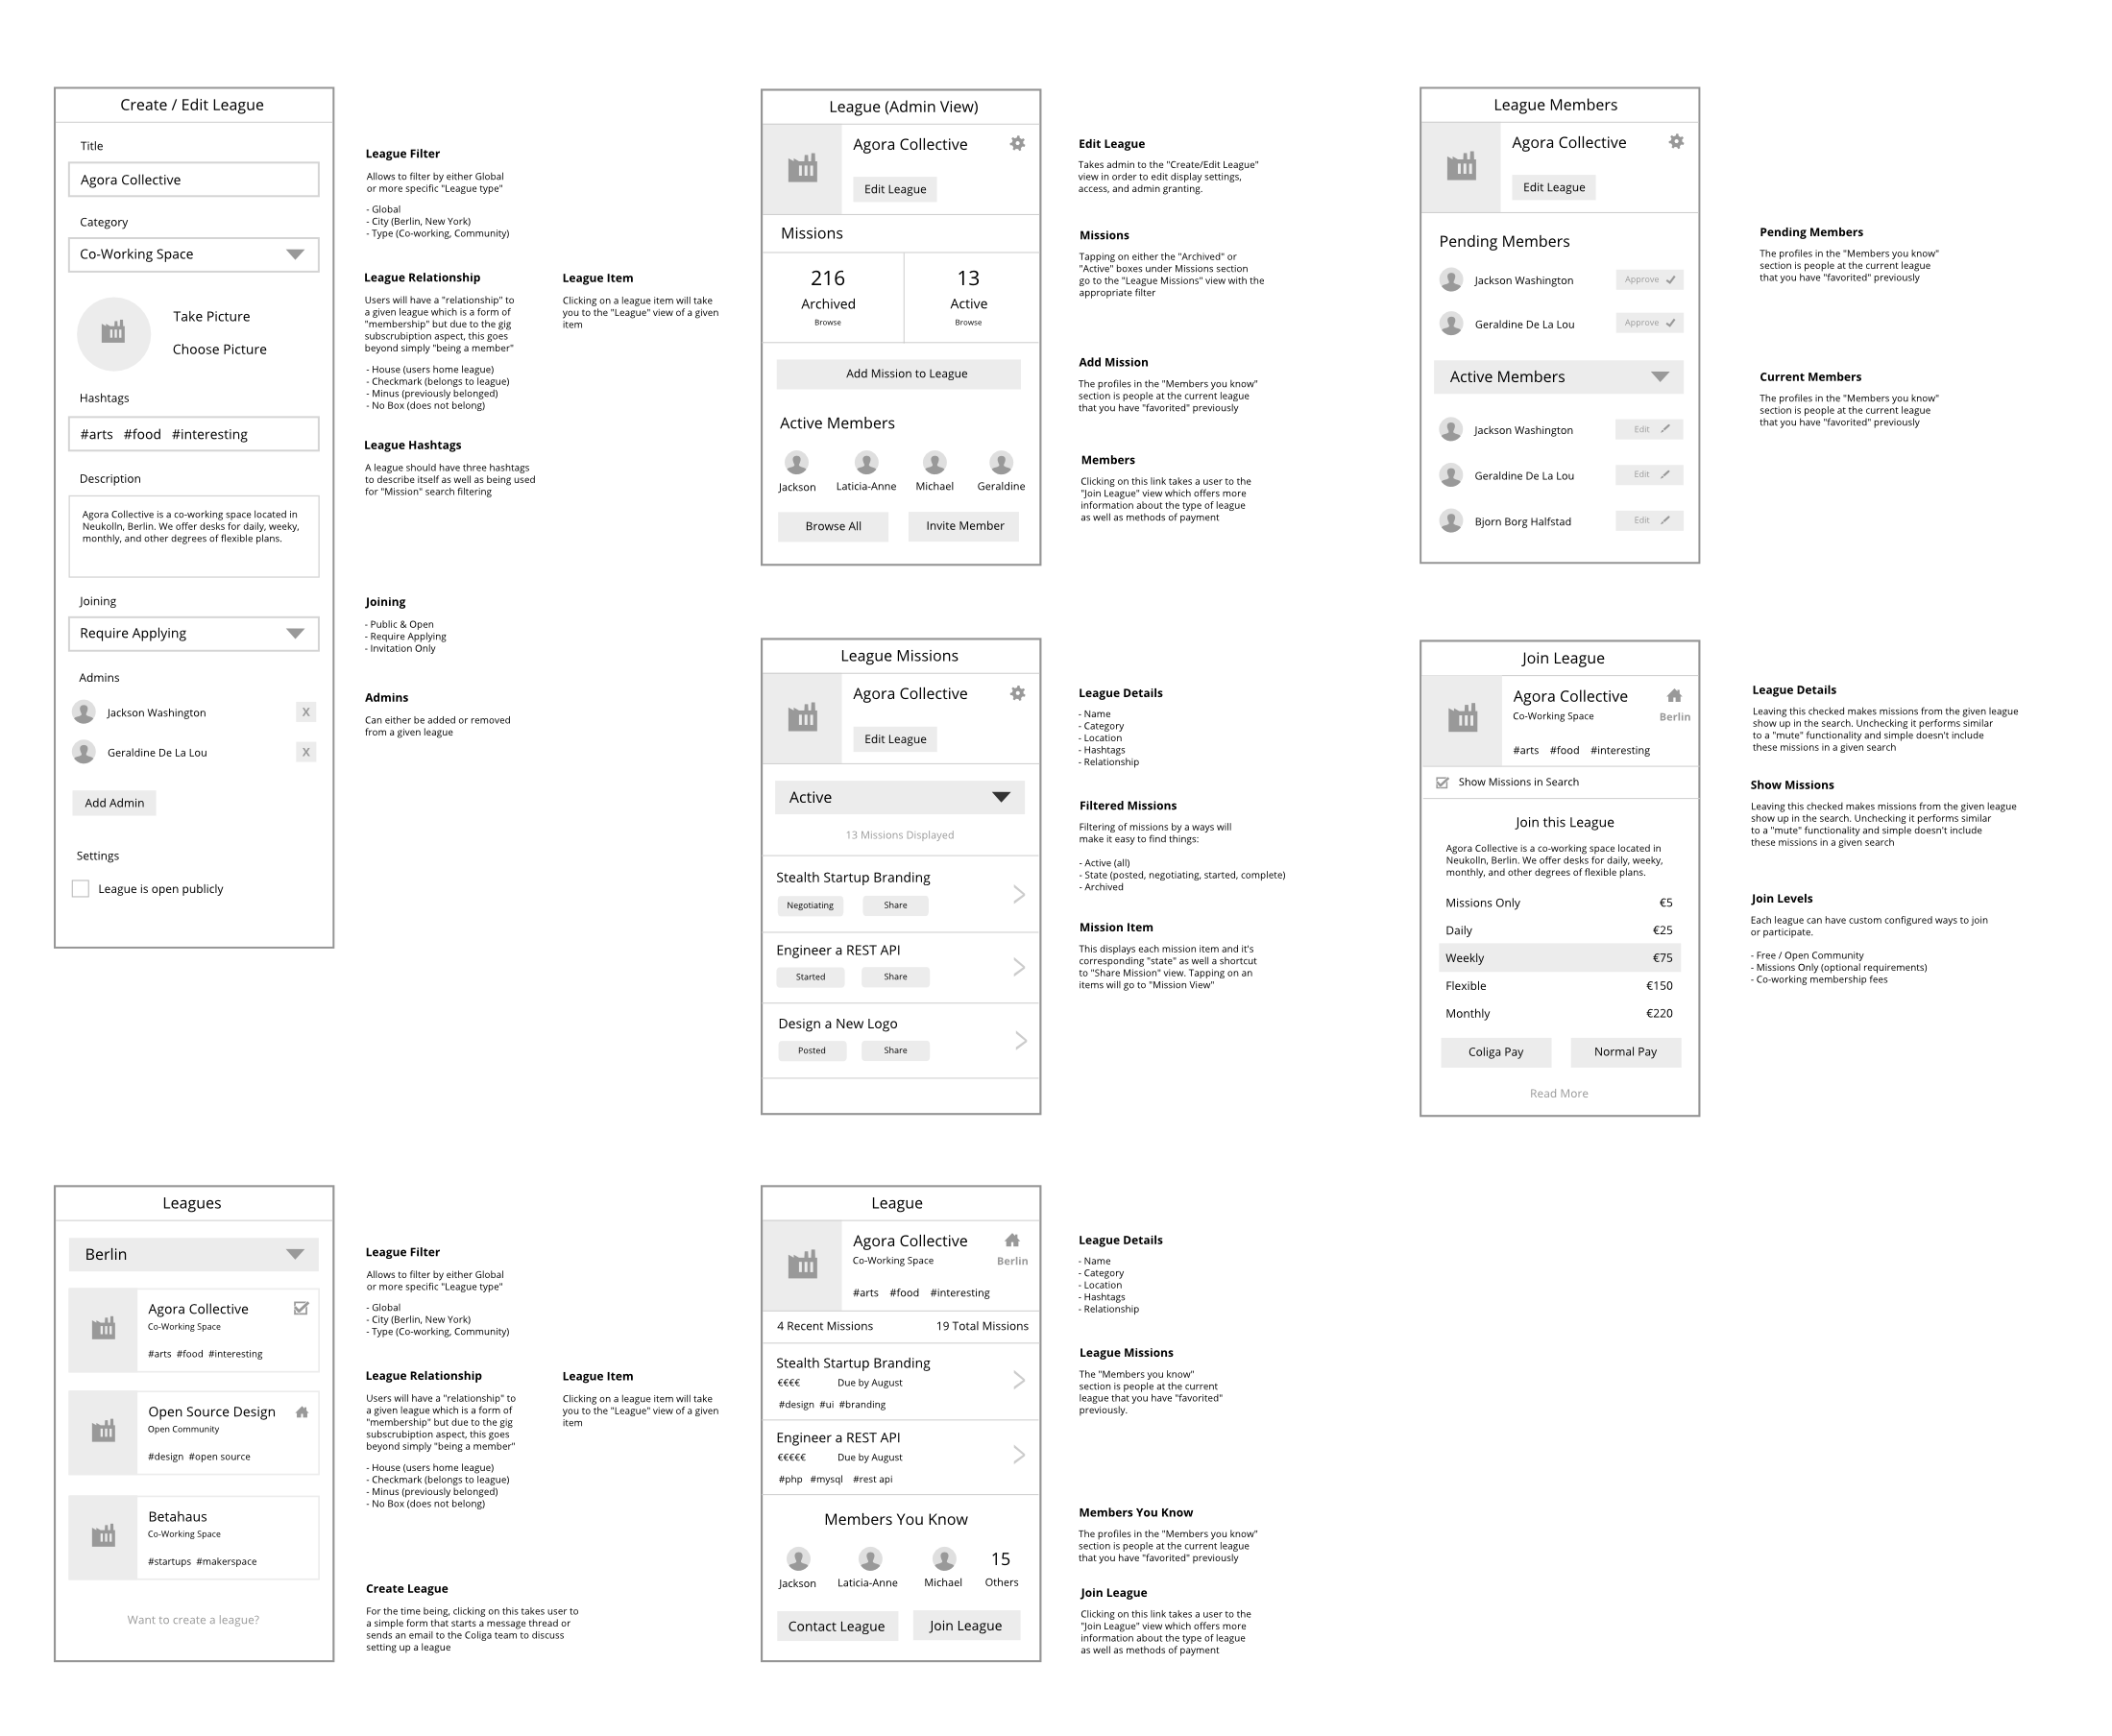 Create / Edit League
Title
Agora Collective
Category
Co-Working Space
Take Picture
Choose Picture
Hashtags
#arts #food #interesting
Description
Agora Collective is a co-working space located in
Neukolln, Berlin. We offer desks for daily, weekly,
monthly, and other degrees of flexible plans.
Joining
Require Applying
Admins
Jackson Washington X
Geraldine De La Lou X
Add Admin
Settings
League is open publicly
League Filter
Allows to filter by either Global
or more specific "League type"
- Global
- City (Berlin, New York)
- Type (Co-working, Community)
League Relationship
Users will have a "relationship" to
a given league which is a form of
"membership" but due to the gig
subscrubiption aspect, this goes
beyond simply "being a member"
- House (users home league)
- Checkmark (belongs to league)
- Minus (previously belonged)
- No Box (does not belong)
League Item
Clicking on a league item will take
you to the "League" view of a given
item
League Hashtags
A league should have three hashtags
to describe itself as well as being used
for "Mission" search filtering
Joining
- Public & Open
- Require Applying
- Invitation Only
Admins
Can either be added or removed
from a given league
League (Admin View)
Agora Collective
Edit League
Missions
216 13
Archived Active
Browse Browse
Add Mission to League
Active Members
Jackson Laticia-Anne Michael Geraldine
Browse All Invite Member
Edit League
Takes admin to the "Create/Edit League"
view in order to edit display settings,
access, and admin granting.
Missions
Tapping on either the "Archived" or
"Active" boxes under Missions section
go to the "League Missions" view with the
appropriate filter
Add Mission
The profiles in the "Members you know"
section is people at the current league
that you have "favorited" previously
Members
Clicking on this link takes a user to the
"Join League" view which offers more
information about the type of league
as well as methods of payment
League Members
Agora Collective
Edit League
Pending Members
Jackson Washington Approve
Geraldine De La Lou Approve
Active Members
Jackson Washington Edit
Geraldine De La Lou Edit
Bjorn Borg Halfstad Edit
Pending Members
The profiles in the "Members you know"
section is people at the current league
that you have "favorited" previously
Current Members
The profiles in the "Members you know"
section is people at the current league
that you have "favorited" previously
League Missions
Agora Collective
Edit League
Active
13 Missions Displayed
Stealth Startup Branding
Negotiating Share
Engineer a REST API
Started Share
Design a New Logo
Posted Share
League Details
- Name
- Category
- Location
- Hashtags
- Relationship
Filtered Missions
Filtering of missions by a ways will
make it easy to find things:
- Active (all)
- State (posted, negotiating, started, complete)
- Archived
Mission Item
This displays each mission item and it's
corresponding "state" as well a shortcut
to "Share Mission" view. Tapping on an
items will go to "Mission View"
Join League
Agora Collective
Co-Working Space Berlin
#arts #food #interesting
Show Missions in Search
Join this League
Agora Collective is a co-working space located in
Neukolln, Berlin. We offer desks for daily, weekly,
monthly, and other degrees of flexible plans.
Missions Only €5
Daily €25
Weekly €75
Flexible €150
Monthly €220
Coliga Pay Normal Pay
Read More
League Details
Leaving this checked makes missions from the given league
show up in the search. Unchecking it performs similar
to a "mute" functionality and simple doesn't include
these missions in a given search
Show Missions
Leaving this checked makes missions from the given league
show up in the search. Unchecking it performs similar
to a "mute" functionality and simple doesn't include
these missions in a given search
Join Levels
Each league can have custom configured ways to join
or participate.
- Free / Open Community
- Missions Only (optional requirements)
- Co-working membership fees
Leagues
Berlin
Agora Collective
Co-Working Space
#arts #food #interesting
Open Source Design
Open Community
#design #open source
Betahaus
Co-Working Space
#startups #makerspace
Want to create a league?
League Filter
Allows to filter by either Global
or more specific "League type"
- Global
- City (Berlin, New York)
- Type (Co-working, Community)
League Relationship
Users will have a "relationship" to
a given league which is a form of
"membership" but due to the gig
subscrubiption aspect, this goes
beyond simply "being a member"
- House (users home league)
- Checkmark (belongs to league)
- Minus (previously belonged)
- No Box (does not belong)
League Item
Clicking on a league item will take
you to the "League" view of a given
item
Create League
For the time being, clicking on this takes user to
a simple form that starts a message thread or
sends an email to the Coliga team to discuss
setting up a league
League
Agora Collective
Co-Working Space Berlin
#arts #food #interesting
4 Recent Missions 19 Total Missions
Stealth Startup Branding
€€€€ Due by August
#design #ui #branding
Engineer a REST API
€€€€€ Due by August
#php #mysql #rest api
Members You Know
15
Jackson Laticia-Anne Michael Others
Contact League Join League
League Details
- Name
- Category
- Location
- Hashtags
- Relationship
League Missions
The "Members you know"
section is people at the current
league that you have "favorited"
previously.
Members You Know
The profiles in the "Members you know"
section is people at the current league
that you have "favorited" previously
Join League
Clicking on this link takes a user to the
"Join League" view which offers more
information about the type of league
as well as methods of payment